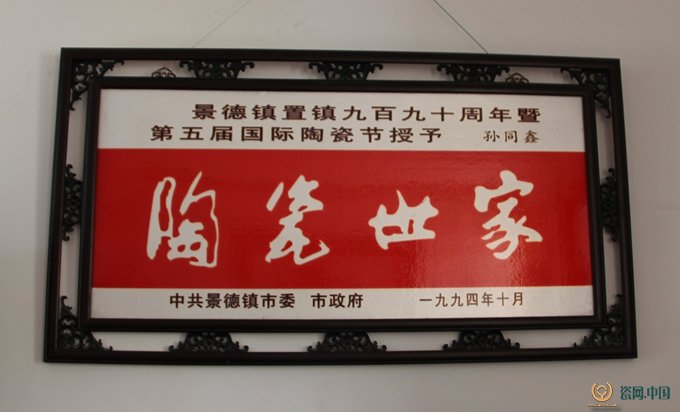 景德镇置镇九百九十周年暨
第五届国际陶瓷节授予 孙同鑫
陶瓷世家
中共景德镇市委 市政府 一九九四年十月
瓷网.中国